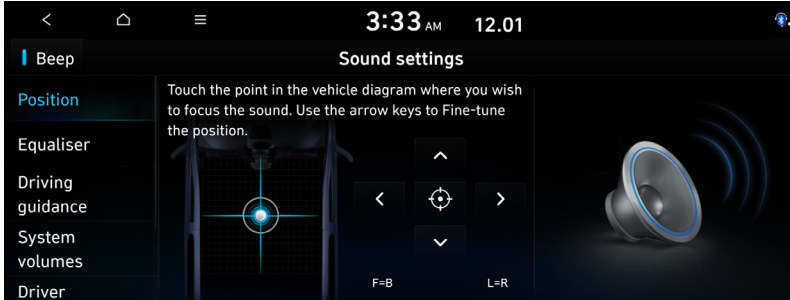 3:33 AM 12.01
Beep
Sound settings
Position
Equaliser
Driving
guidance
System
volumes
Driver
Touch the point in the vehicle diagram where you wish
to focus the sound. Use the arrow keys to Fine-tune
the position.
F=B
L=R